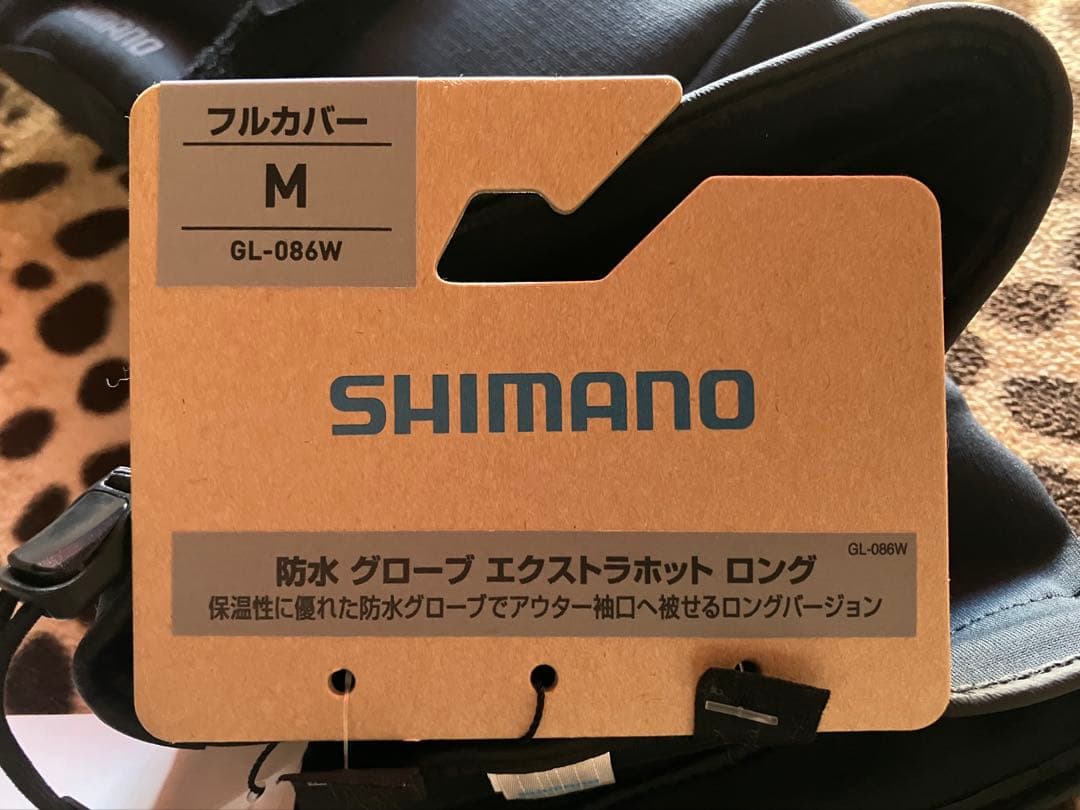 SHIMANO
フルカバー
M
GL-086W
SHIMANO
GL-086W
防水 グローブ エクストラホット ロング
保温性に優れた防水グローブでアウター袖口へ被せるロングバージョン